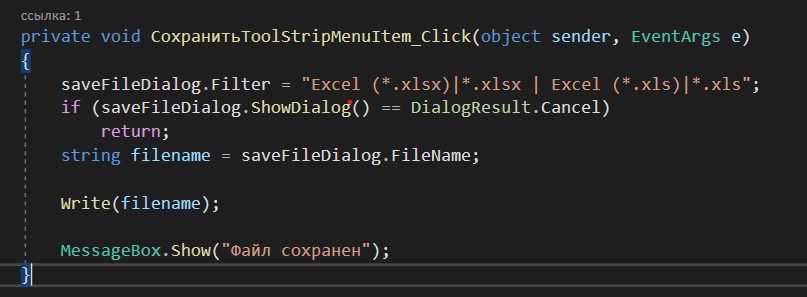 ссылка: 1
private void СохранитьToolStripMenuItem_Click(object sender, EventArgs e)
{
saveFileDialog.Filter = "Excel (*.xlsx)|*.xlsx | Excel (*.xls)|*.xls";
if (saveFileDialog.ShowDialog() == DialogResult.Cancel)
return;
string filename = saveFileDialog.FileName;
Write(filename);
MessageBox.Show("Файл сохранен");
}